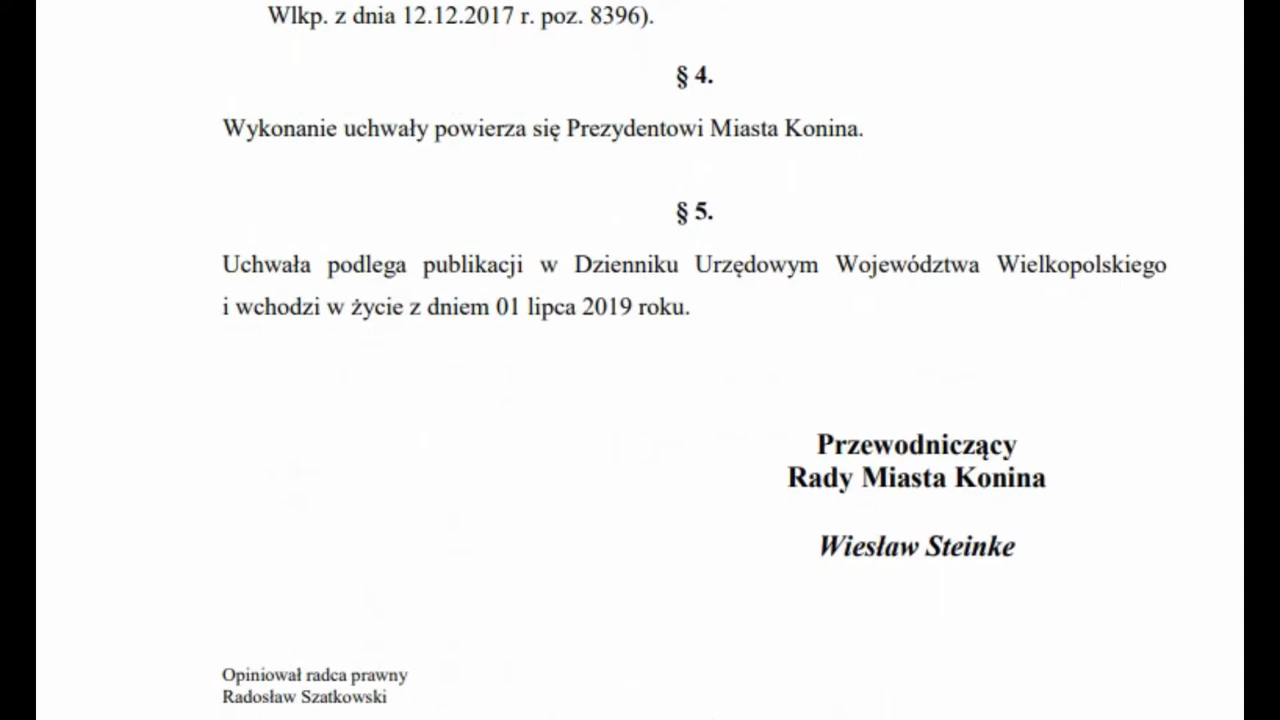 Wlkp. z dnia 12.12.2017 r. poz. 8396).
§ 4.
Wykonanie uchwały powierza się Prezydentowi Miasta Konina.
§ 5.
Uchwała podlega publikacji w Dzienniku Urzędowym Województwa Wielkopolskiego
i wchodzi w życie z dniem 01 lipca 2019 roku.
Przewodniczący
Rady Miasta Konina
Wiesław Steinke
Opiniował radca prawny
Radosław Szatkowski